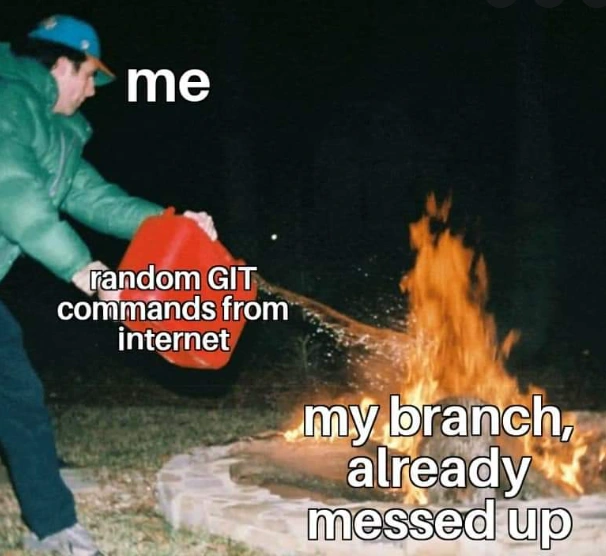 me
random GIT
commands from
internet
my branch,
already
messed up